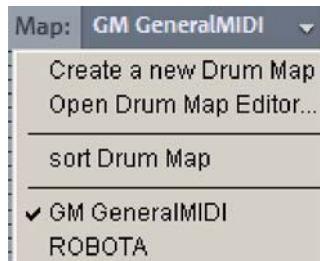 Map: GM GeneralMIDI
Create a new Drum Map
Open Drum Map Editor...
sort Drum Map
GM GeneralMIDI
ROBOTA